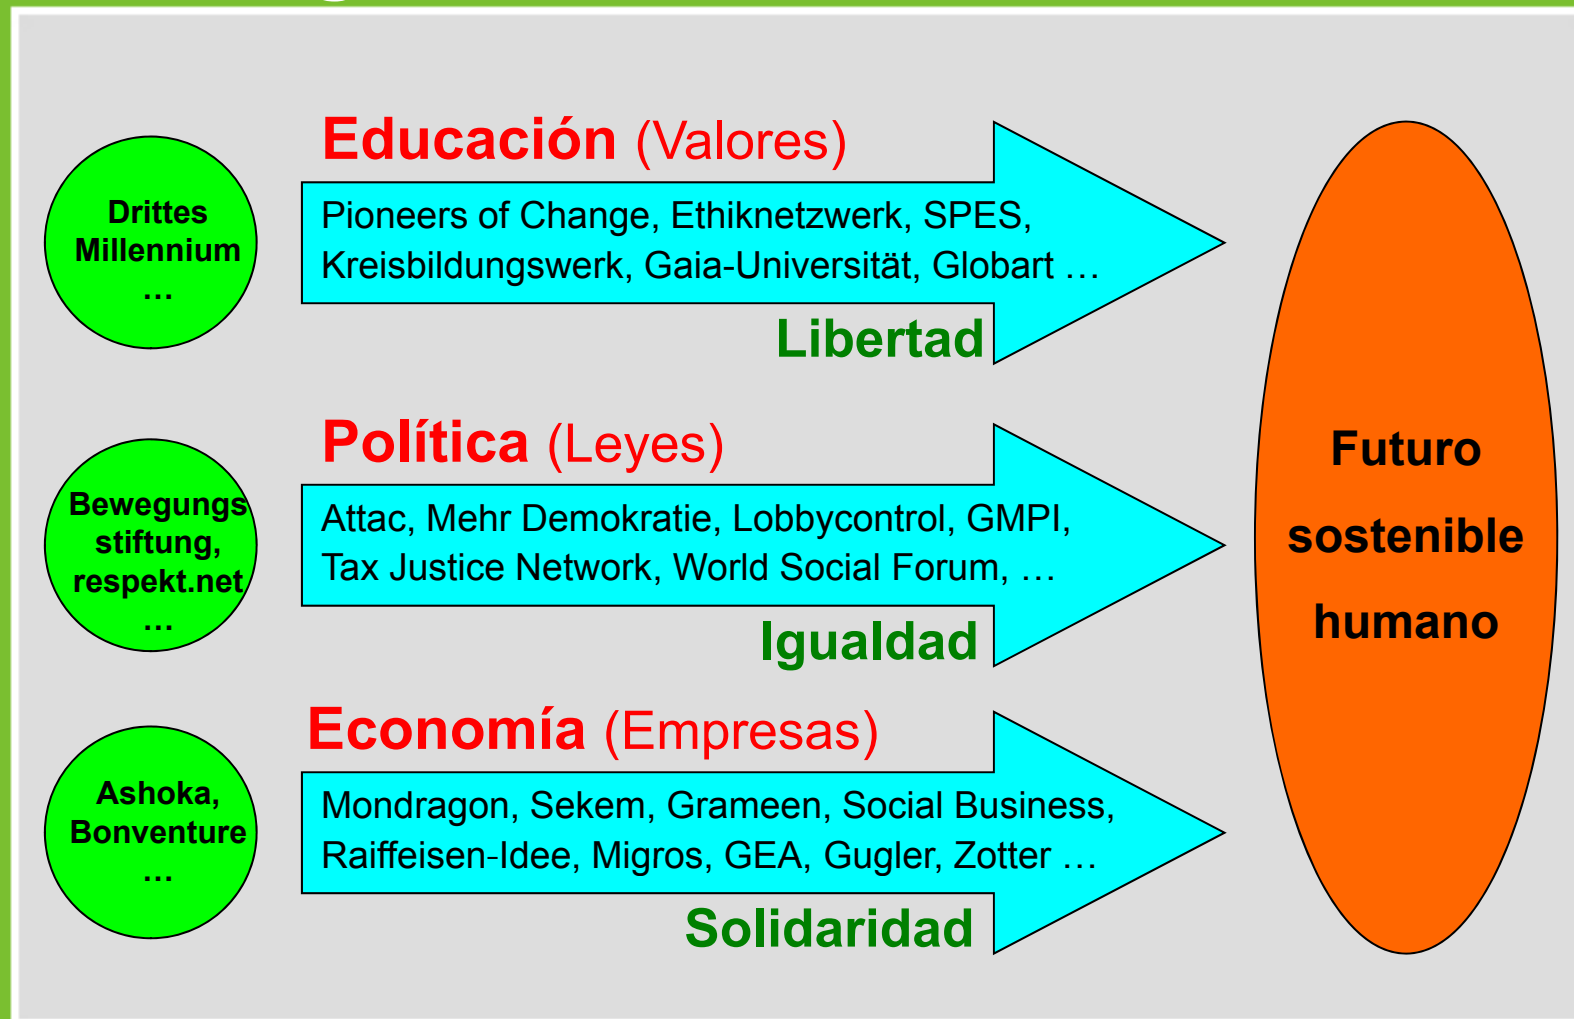 Educación (Valores)
Drittes
Millennium
…
Pioneers of Change, Ethiknetzwerk, SPES,
Kreisbildungswerk, Gaia-Universität, Globart …
Libertad
Política (Leyes)
Bewegungs
stiftung,
respekt.net
…
Attac, Mehr Demokratie, Lobbycontrol, GMPI,
Tax Justice Network, World Social Forum, …
Igualdad
Economía (Empresas)
Ashoka,
Bonventure
…
Mondragon, Sekem, Grameen, Social Business,
Raiffeisen-Idee, Migros, GEA, Gugler, Zotter …
Solidaridad
Futuro
sostenible
humano